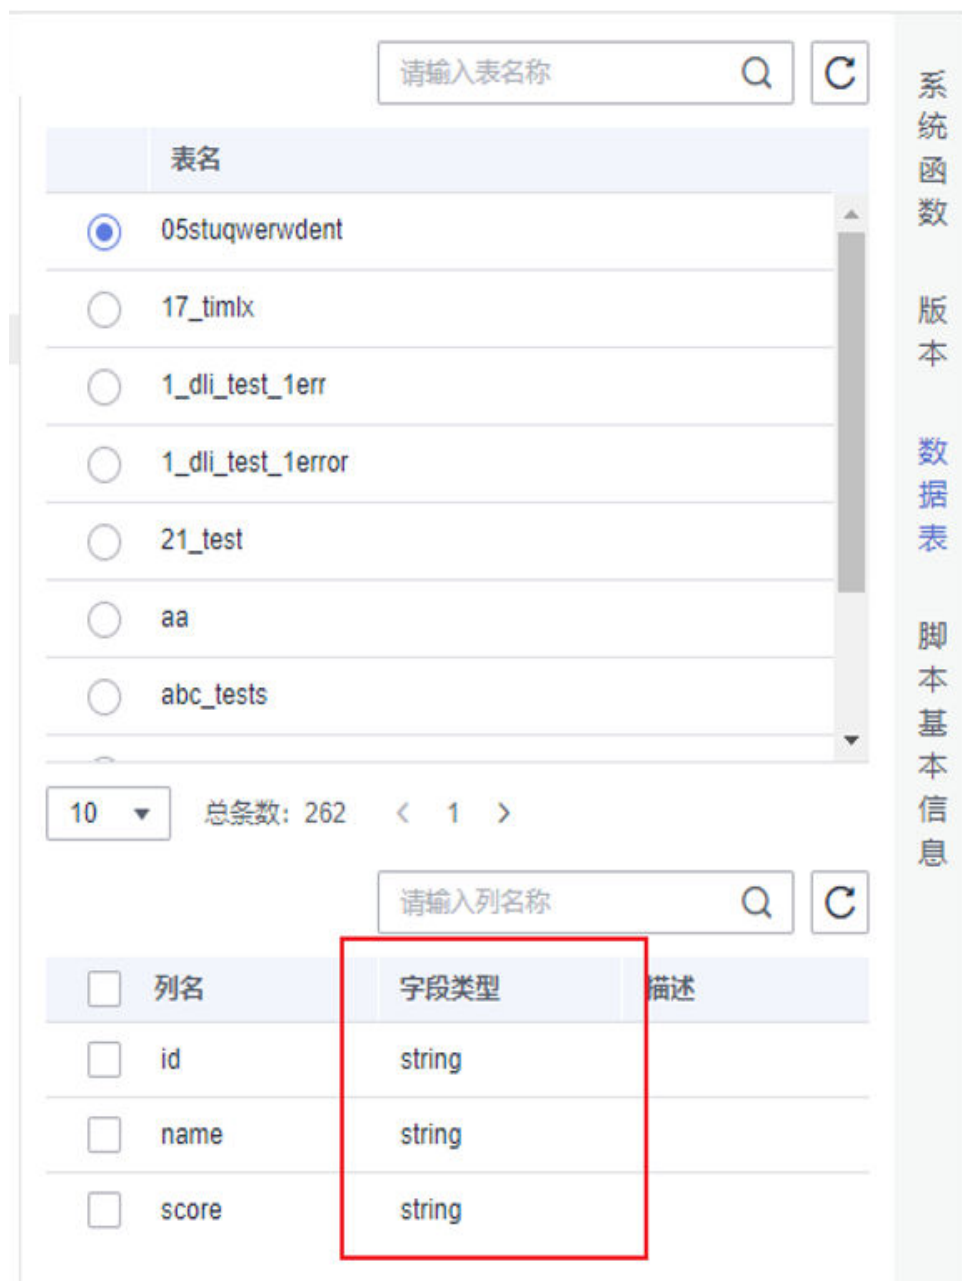 请输入表名称
表名
05stuqwerwdent
17_timlx
1_dli_test_1err
1_dli_test_1error
21_test
aa
abc_tests
10 总条数: 262 < 1 >
请输入列名称
列名 字段类型 描述
id string
name string
score string
系统函数
版本
数据表
脚本基本信息